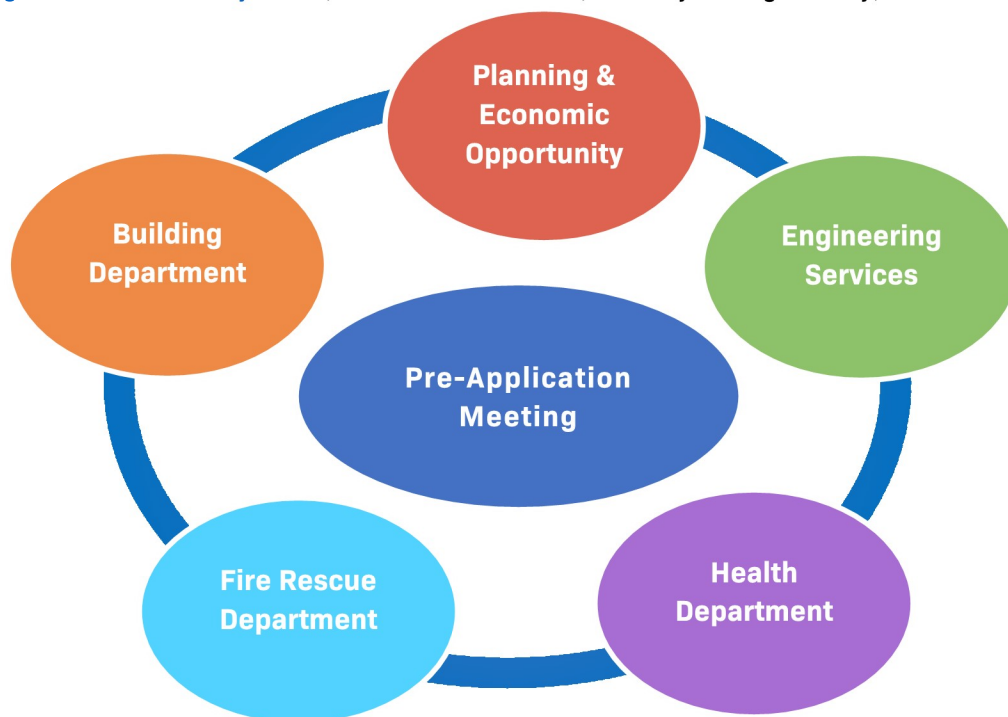 Planning &
Economic
Opportunity
Building
Department
Engineering
Services
Pre-Application
Meeting
Fire Rescue
Department
Health
Department